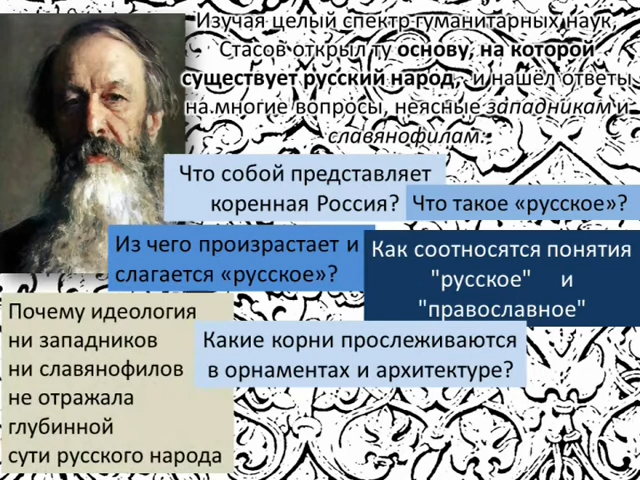 Изучая целый спектр гуманитарных наук,
Стасов открыл ту основу, на которой
существует русский народ, и нашёл ответы
на многие вопросы, неясные западникам и
славянофилам:
Что собой представляет
коренная Россия?
Что такое «русское»?
Из чего произрастает и
слагается «русское»?
Как соотносятся понятия
"русское" и
"православное"
Почему идеология
ни западников
ни славянофилов
не отражала
глубинной
сути русского народа
Какие корни прослеживаются
в орнаментах и архитектуре?